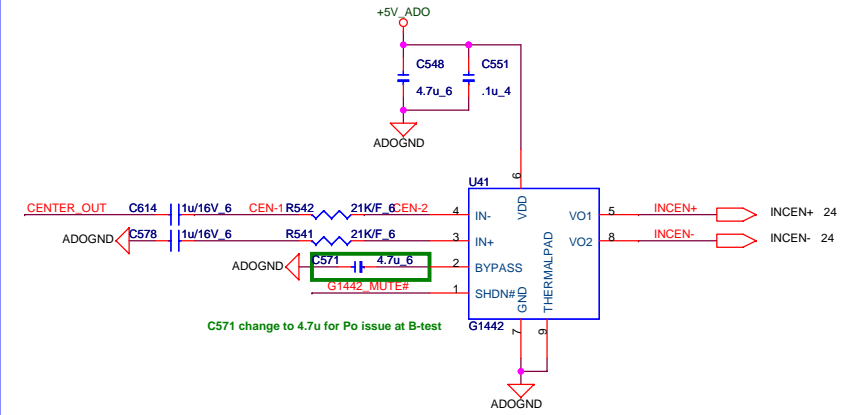 +5V_ADO
C548
C551
4.7u_6
.1u_4
ADOGND
U41
6
VDD
CENTER_OUT
C614
1u/16V_6
CEN-1
R542
21K/F_6
CEN-2
4
IN-
VO1
5
INCEN+
INCEN+ 24
ADOGND
C578
1u/16V_6
R541
21K/F_6
3
IN+
VO2
8
INCEN-
INCEN- 24
ADOGND
C571
4.7u_6
2
BYPASS
THERMALPAD
G1442_MUTE#
1
SHDN#
GND
C571 change to 4.7u for Po issue at B-test
G1442
7
9
ADOGND